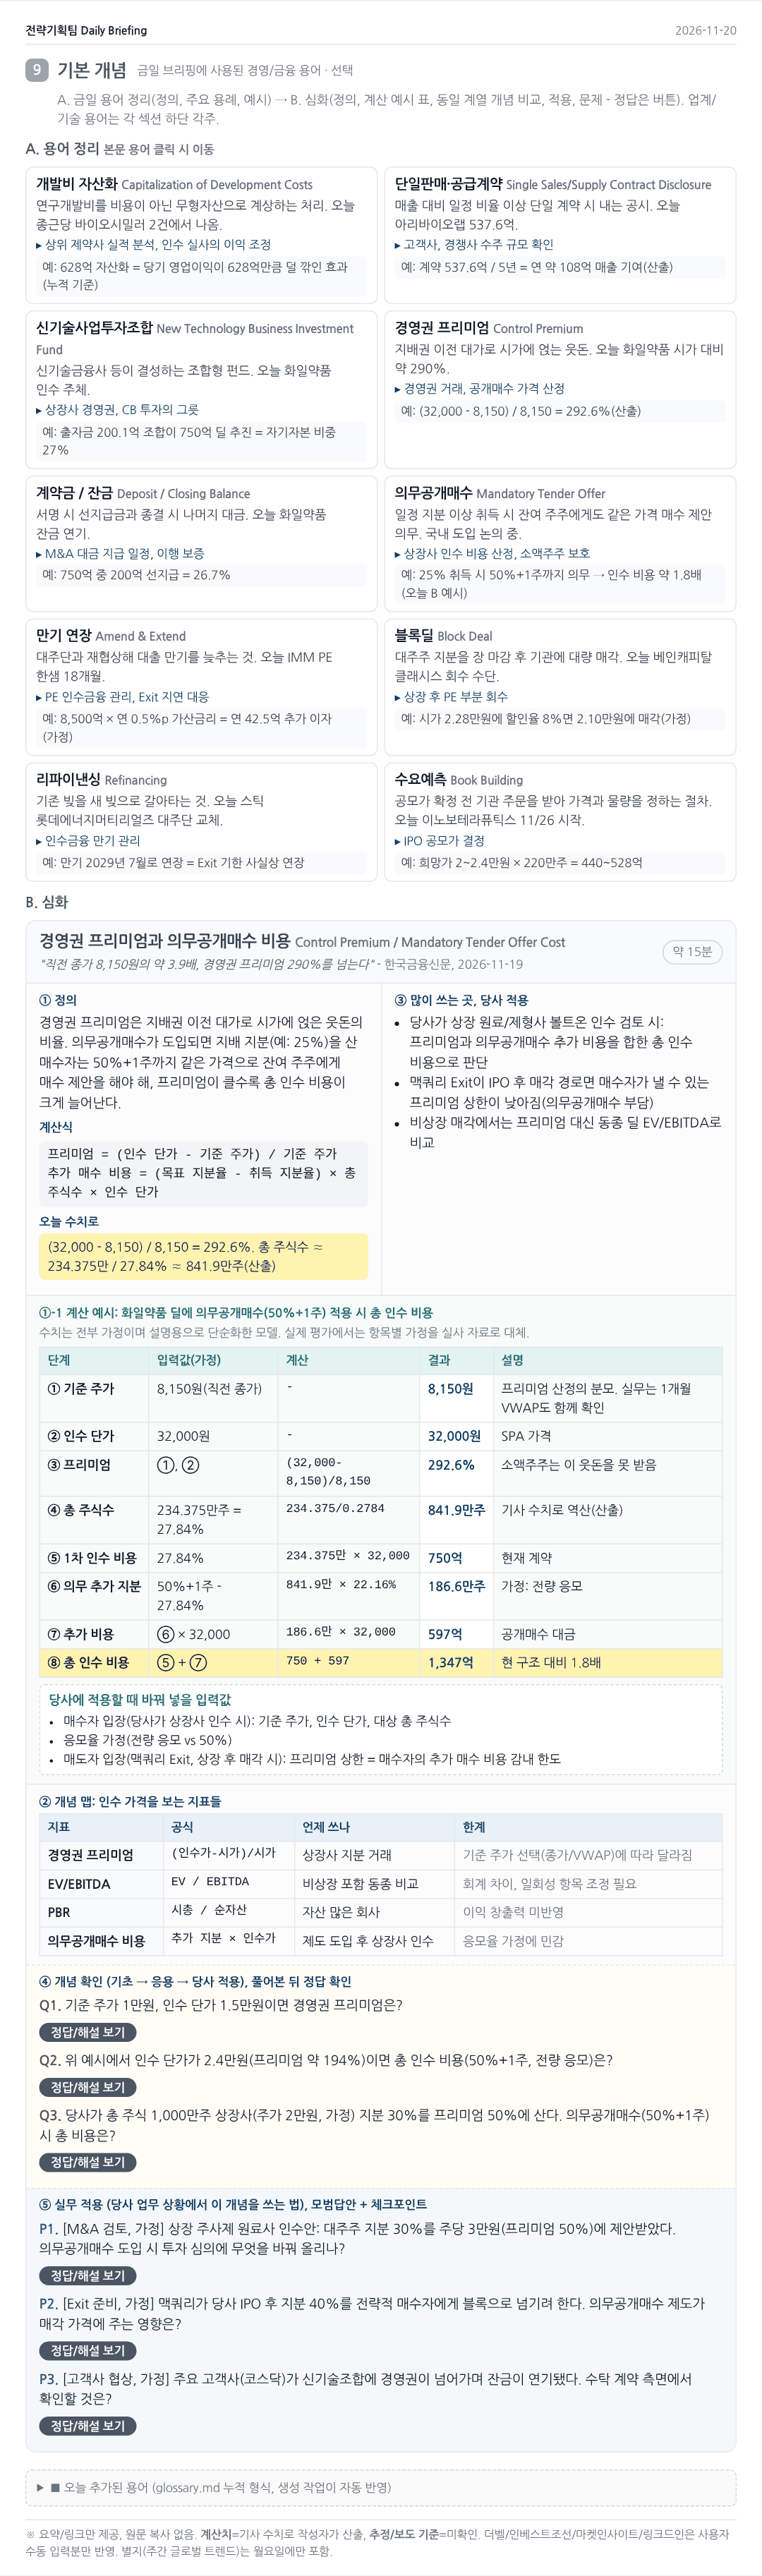 전략기획팀 Daily Briefing
2026-11-20
9 기본 개념 금일 브리핑에 사용된 경영/금융 용어 · 선택
A. 금일 용어 정리(정의, 주요 용례, 예시) → B. 심화(정의, 계산 예시 표, 동일 계열 개념 비교, 적용, 문제 - 정답은 버튼). 업계/
기술 용어는 각 섹션 하단 각주.
A. 용어 정리 본문 용어 클릭 시 이동
개발비 자산화 Capitalization of Development Costs
연구개발비를 비용이 아닌 무형자산으로 계상하는 처리. 오늘
종근당 바이오시밀러 2건에서 나옴.
▸ 상위 제약사 실적 분석, 인수 실사의 이익 조정
예: 628억 자산화 = 당기 영업이익이 628억만큼 덜 깎인 효과
(누적 기준)
단일판매·공급계약 Single Sales/Supply Contract Disclosure
매출 대비 일정 비율 이상 단일 계약 시 내는 공시. 오늘
아리바이오랩 537.6억.
▸ 고객사, 경쟁사 수주 규모 확인
예: 계약 537.6억 / 5년 = 연 약 108억 매출 기여(산출)
신기술사업투자조합 New Technology Business Investment
Fund
신기술금융사 등이 결성하는 조합형 펀드. 오늘 화일약품
인수 주체.
▸ 상장사 경영권, CB 투자의 그릇
예: 출자금 200.1억 조합이 750억 딜 추진 = 자기자본 비중
27%
경영권 프리미엄 Control Premium
지배권 이전 대가로 시가에 얹는 웃돈. 오늘 화일약품 시가 대비
약 290%.
▸ 경영권 거래, 공개매수 가격 산정
예: (32,000 - 8,150) / 8,150 = 292.6%(산출)
계약금 / 잔금 Deposit / Closing Balance
서명 시 선지급금과 종결 시 나머지 대금. 오늘 화일약품
잔금 연기.
▸ M&A 대금 지급 일정, 이행 보증
예: 750억 중 200억 선지급 = 26.7%
의무공개매수 Mandatory Tender Offer
일정 지분 이상 취득 시 잔여 주주에게도 같은 가격 매수 제안
의무. 국내 도입 논의 중.
▸ 상장사 인수 비용 산정, 소액주주 보호
예: 25% 취득 시 50%+1주까지 의무 → 인수 비용 약 1.8배
(오늘 B 예시)
만기 연장 Amend & Extend
대주단과 재협상해 대출 만기를 늦추는 것. 오늘 IMM PE
한샘 18개월.
▸ PE 인수금융 관리, Exit 지연 대응
예: 8,500억 × 연 0.5%p 가산금리 = 연 42.5억 추가 이자
(가정)
블록딜 Block Deal
대주주 지분을 장 마감 후 기관에 대량 매각. 오늘 베인캐피탈
클래시스 회수 수단.
▸ 상장 후 PE 부분 회수
예: 시가 2.28만원에 할인율 8%면 2.10만원에 매각(가정)
리파이낸싱 Refinancing
기존 빚을 새 빚으로 갈아타는 것. 오늘 스틱
롯데에너지머티리얼즈 대주단 교체.
▸ 인수금융 만기 관리
예: 만기 2029년 7월로 연장 = Exit 기한 사실상 연장
수요예측 Book Building
공모가 확정 전 기관 주문을 받아 가격과 물량을 정하는 절차.
오늘 이노보테라퓨틱스 11/26 시작.
▸ IPO 공모가 결정
예: 희망가 2~2.4만원 × 220만주 = 440~528억
B. 심화
경영권 프리미엄과 의무공개매수 비용 Control Premium / Mandatory Tender Offer Cost
"직전 종가 8,150원의 약 3.9배, 경영권 프리미엄 290%를 넘는다" - 한국금융신문, 2026-11-19
약 15분
① 정의
경영권 프리미엄은 지배권 이전 대가로 시가에 얹은 웃돈의
비율. 의무공개매수가 도입되면 지배 지분(예: 25%)을 산
매수자는 50%+1주까지 같은 가격으로 잔여 주주에게
매수 제안을 해야 해, 프리미엄이 클수록 총 인수 비용이
크게 늘어난다.
계산식
프리미엄 = (인수 단가 - 기준 주가) / 기준 주가
추가 매수 비용 = (목표 지분율 - 취득 지분율) × 총
주식수 × 인수 단가
오늘 수치로
(32,000 - 8,150) / 8,150 = 292.6%. 총 주식수 ≈
234.375만 / 27.84% ≈ 841.9만주(산출)
③ 많이 쓰는 곳, 당사 적용
• 당사가 상장 원료/제형사 볼트온 인수 검토 시:
프리미엄과 의무공개매수 추가 비용을 합한 총 인수
비용으로 판단
• 맥쿼리 Exit이 IPO 후 매각 경로면 매수자가 낼 수 있는
프리미엄 상한이 낮아짐(의무공개매수 부담)
• 비상장 매각에서는 프리미엄 대신 동종 딜 EV/EBITDA로
비교
①-1 계산 예시: 화일약품 딜에 의무공개매수(50%+1주) 적용 시 총 인수 비용
수치는 전부 가정이며 설명용으로 단순화한 모델. 실제 평가에서는 항목별 가정을 실사 자료로 대체.
단계 입력값(가정) 계산 결과 설명
① 기준 주가 8,150원(직전 종가) - 8,150원 프리미엄 산정의 분모. 실무는 1개월
VWAP도 함께 확인
② 인수 단가 32,000원 - 32,000원 SPA 가격
③ 프리미엄 ①, ② (32,000-
8,150)/8,150 292.6% 소액주주는 이 웃돈을 못 받음
④ 총 주식수 234.375만주 =
27.84% 234.375/0.2784 841.9만주 기사 수치로 역산(산출)
⑤ 1차 인수 비용 27.84% 234.375만 × 32,000 750억 현재 계약
⑥ 의무 추가 지분 50%+1주 -
27.84% 841.9만 × 22.16% 186.6만주 가정: 전량 응모
⑦ 추가 비용 ⑥ × 32,000 186.6만 × 32,000 597억 공개매수 대금
⑧ 총 인수 비용 ⑤ + ⑦ 750 + 597 1,347억 현 구조 대비 1.8배
당사에 적용할 때 바꿔 넣을 입력값
• 매수자 입장(당사가 상장사 인수 시): 기준 주가, 인수 단가, 대상 총 주식수
• 응모율 가정(전량 응모 vs 50%)
• 매도자 입장(맥쿼리 Exit, 상장 후 매각 시): 프리미엄 상한 = 매수자의 추가 매수 비용 감내 한도
② 개념 맵: 인수 가격을 보는 지표들
지표 공식 언제 쓰나 한계
경영권 프리미엄 (인수가-시가)/시가 상장사 지분 거래 기준 주가 선택(종가/VWAP)에 따라 달라짐
EV/EBITDA EV / EBITDA 비상장 포함 동종 비교 회계 차이, 일회성 항목 조정 필요
PBR 시총 / 순자산 자산 많은 회사 이익 창출력 미반영
의무공개매수 비용 추가 지분 × 인수가 제도 도입 후 상장사 인수 응모율 가정에 민감
④ 개념 확인 (기초 → 응용 → 당사 적용), 풀어본 뒤 정답 확인
Q1. 기준 주가 1만원, 인수 단가 1.5만원이면 경영권 프리미엄은?
정답/해설 보기
Q2. 위 예시에서 인수 단가가 2.4만원(프리미엄 약 194%)이면 총 인수 비용(50%+1주, 전량 응모)은?
정답/해설 보기
Q3. 당사가 총 주식 1,000만주 상장사(주가 2만원, 가정) 지분 30%를 프리미엄 50%에 산다. 의무공개매수(50%+1주)
시 총 비용은?
정답/해설 보기
⑤ 실무 적용 (당사 업무 상황에서 이 개념을 쓰는 법), 모범답안 + 체크포인트
P1. [M&A 검토, 가정] 상장 주사제 원료사 인수안: 대주주 지분 30%를 주당 3만원(프리미엄 50%)에 제안받았다.
의무공개매수 도입 시 투자 심의에 무엇을 바꿔 올리나?
정답/해설 보기
P2. [Exit 준비, 가정] 맥쿼리가 당사 IPO 후 지분 40%를 전략적 매수자에게 블록으로 넘기려 한다. 의무공개매수 제도가
매각 가격에 주는 영향은?
정답/해설 보기
P3. [고객사 협상, 가정] 주요 고객사(코스닥)가 신기술조합에 경영권이 넘어가며 잔금이 연기됐다. 수탁 계약 측면에서
확인할 것은?
정답/해설 보기
▶ ■ 오늘 추가된 용어 (glossary.md 누적 형식, 생성 작업이 자동 반영)
※ 요약/링크만 제공, 원문 복사 없음. 계산치=기사 수치로 작성자가 산출, 추정/보도 기준=미확인. 더벨/인베스트조선/마켓인사이트/링크드인은 사용자
수동 입력분만 반영. 별지(주간 글로벌 트렌드)는 월요일에만 포함.